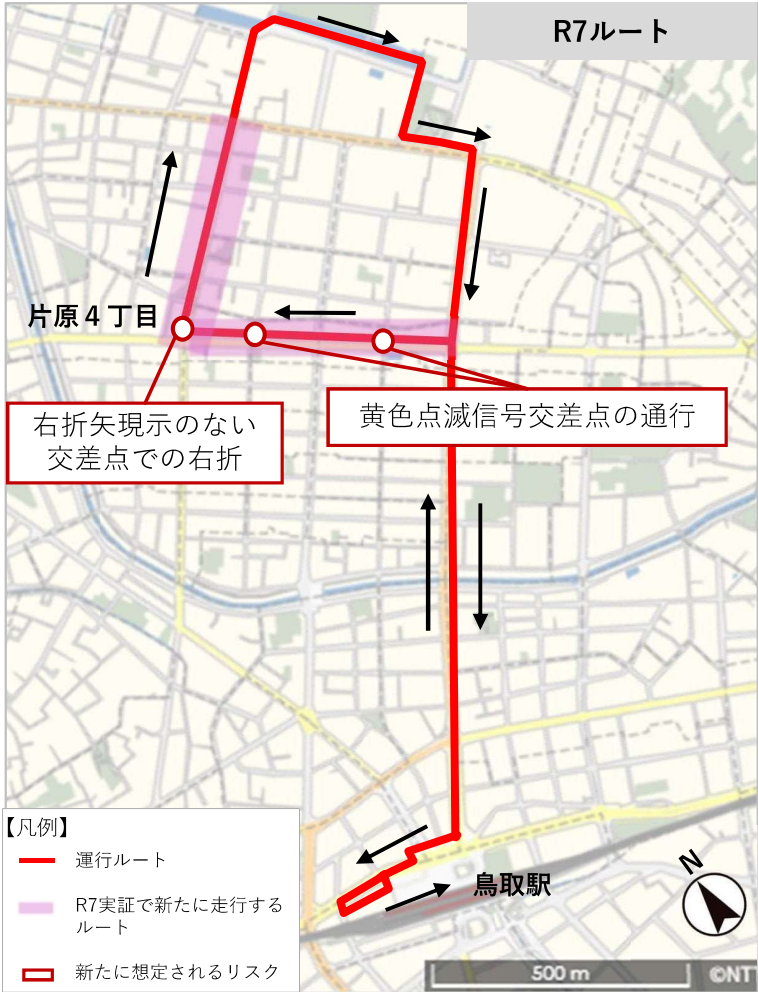 R7ルート
片原４丁目
右折矢現示のない
交差点での右折
黄色点滅信号交差点の通行
【凡例】
運行ルート
R7実証で新たに走行する
ルート
新たに想定されるリスク
鳥取駅
N
500 m
©NT